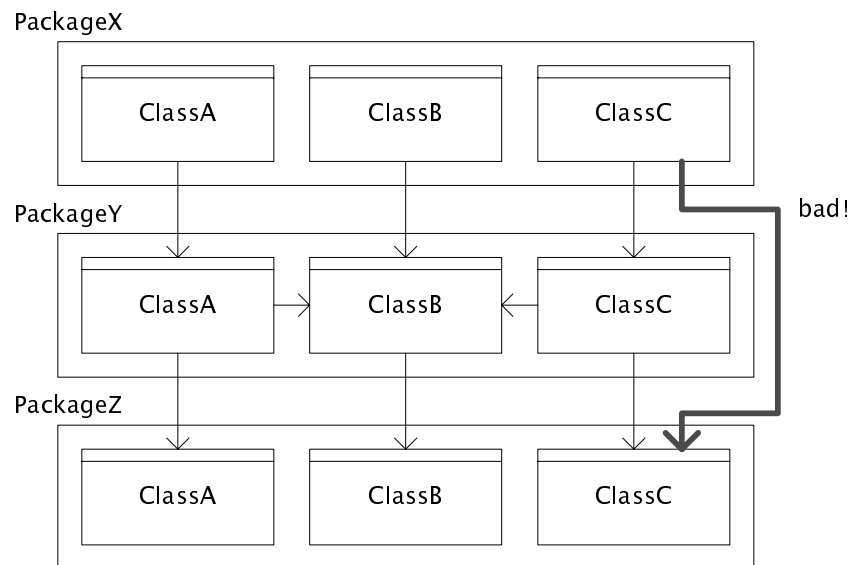 PackageX
ClassA
ClassB
ClassC
bad!
PackageY
ClassA
ClassB
ClassC
PackageZ
ClassA
ClassB
ClassC